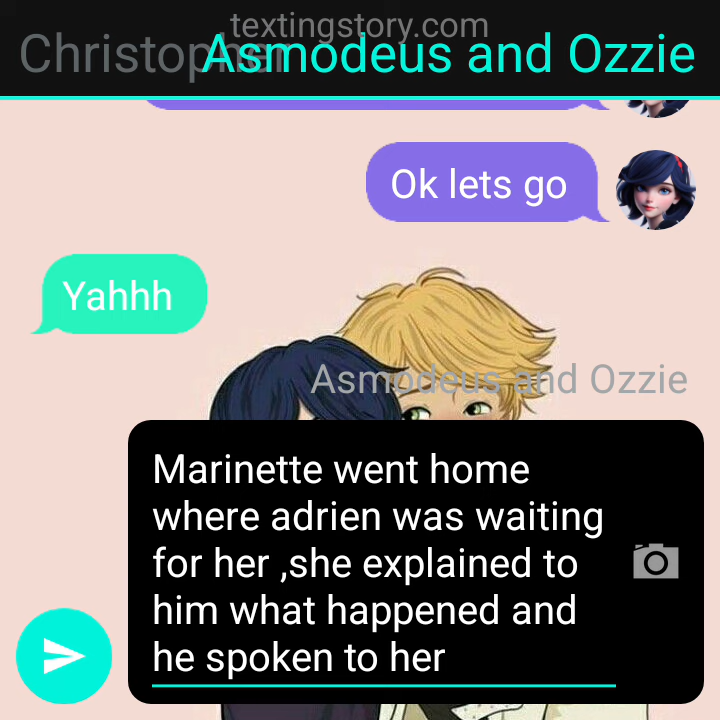 textingstory.com
Christopher Asmodeus and Ozzie
Ok lets go
Yahhh
Asmodeus and Ozzie
Marinette went home
where adrien was waiting
for her ,she explained to
him what happened and
he spoken to her